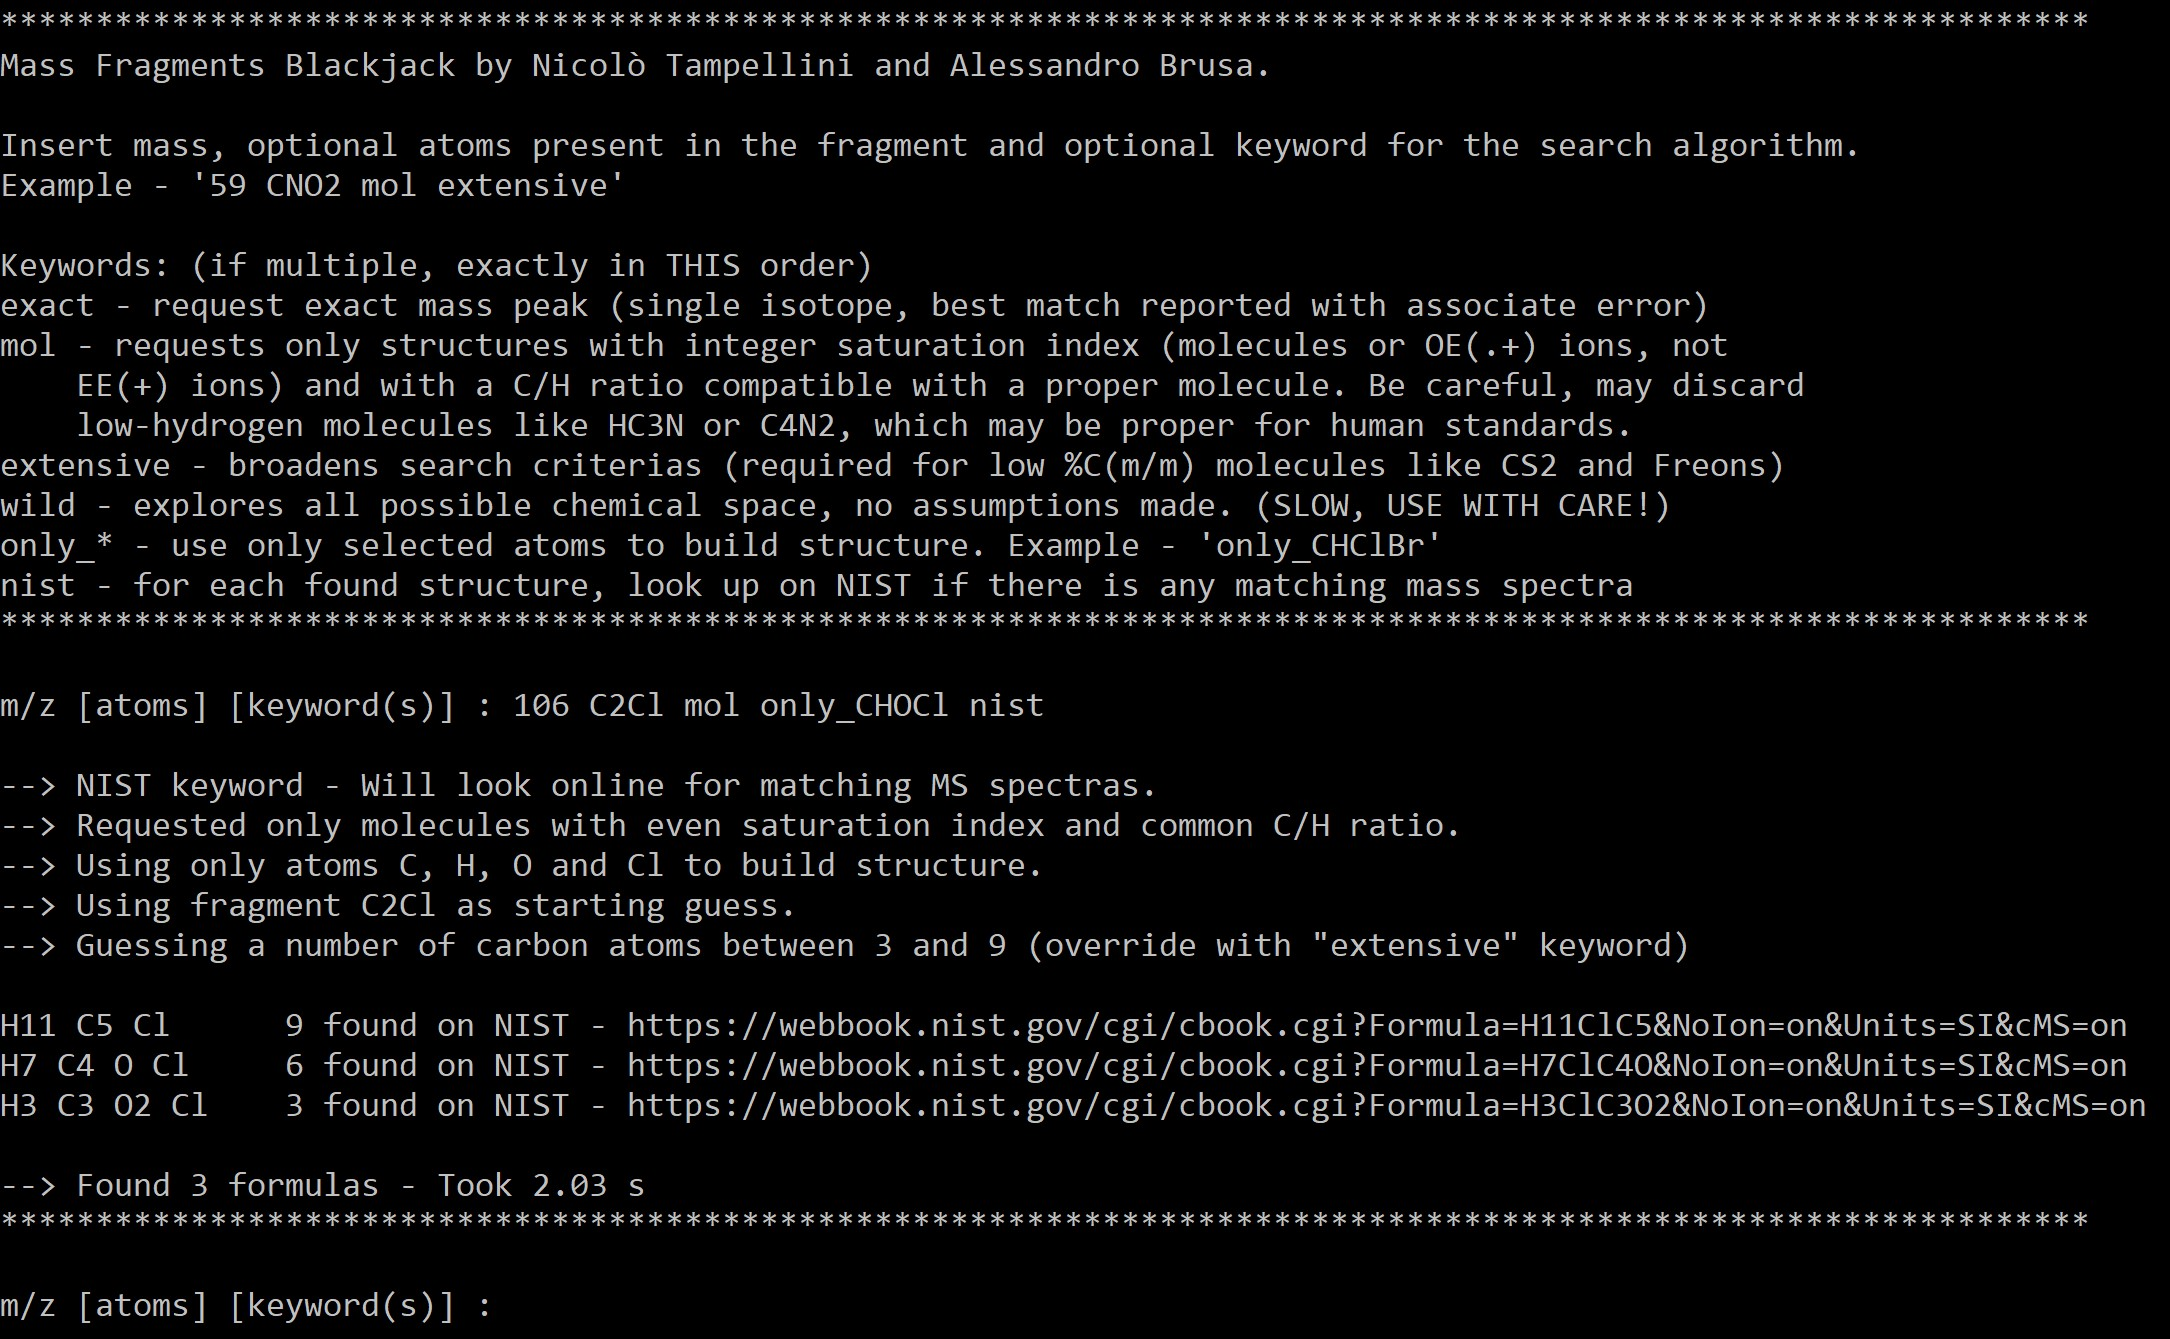 **************************************************************************************************************
Mass Fragments Blackjack by Nicolò Tampellini and Alessandro Brusa.
Insert mass, optional atoms present in the fragment and optional keyword for the search algorithm.
Example - '59 CNO2 mol extensive'
Keywords: (if multiple, exactly in THIS order)
exact - request exact mass peak (single isotope, best match reported with associate error)
mol - requests only structures with integer saturation index (molecules or OE(.+) ions, not
EE(+) ions) and with a C/H ratio compatible with a proper molecule. Be careful, may discard
low-hydrogen molecules like HC3N or C4N2, which may be proper for human standards.
extensive - broadens search criterias (required for low %C(m/m) molecules like CS2 and Freons)
wild - explores all possible chemical space, no assumptions made. (SLOW, USE WITH CARE!)
only_* - use only selected atoms to build structure. Example - 'only_CHClBr'
nist - for each found structure, look up on NIST if there is any matching mass spectra
**************************************************************************************************************
m/z [atoms] [keyword(s)] : 106 C2Cl mol only_CHOCl nist
--> NIST keyword - Will look online for matching MS spectras.
--> Requested only molecules with even saturation index and common C/H ratio.
--> Using only atoms C, H, O and Cl to build structure.
--> Using fragment C2Cl as starting guess.
--> Guessing a number of carbon atoms between 3 and 9 (override with "extensive" keyword)
H11 C5 Cl      9 found on NIST - https://webbook.nist.gov/cgi/cbook.cgi?Formula=H11ClC5&NoIon=on&Units=SI&cMS=on
H7 C4 O Cl     6 found on NIST - https://webbook.nist.gov/cgi/cbook.cgi?Formula=H7ClC4O&NoIon=on&Units=SI&cMS=on
H3 C3 O2 Cl    3 found on NIST - https://webbook.nist.gov/cgi/cbook.cgi?Formula=H3ClC3O2&NoIon=on&Units=SI&cMS=on
--> Found 3 formulas - Took 2.03 s
**************************************************************************************************************
m/z [atoms] [keyword(s)] :